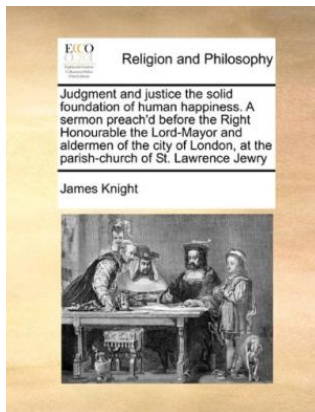 ECCO
Religion and Philosophy
Judgment and justice the solid
foundation of human happiness. A
sermon preach'd before the Right
Honourable the Lord-Mayor and
aldermen of the city of London, at the
parish-church of St. Lawrence Jewry
James Knight